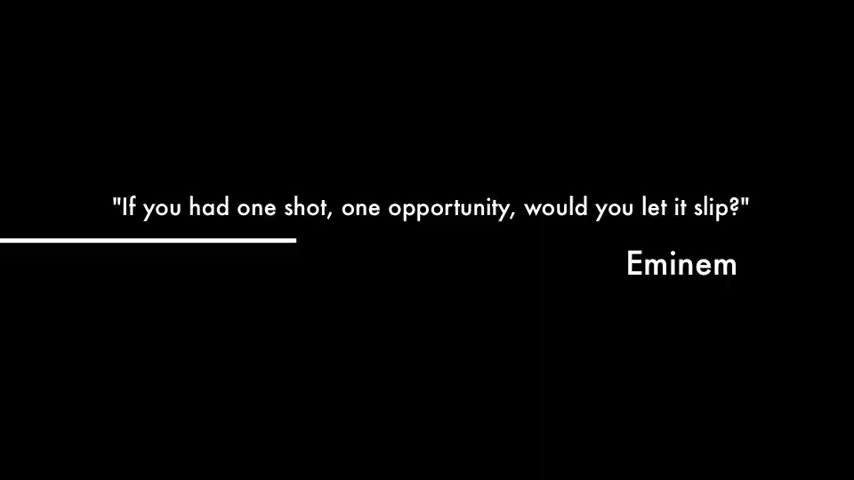 "If you had one shot, one opportunity, would you let it slip?"
Eminem